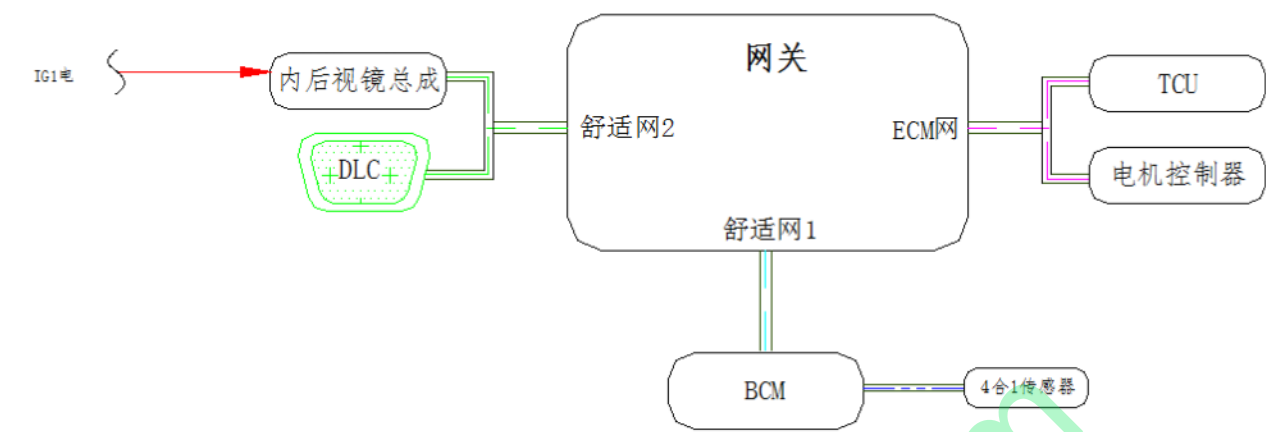 网关
IG1电
内后视镜总成
TCU
舒适网2
ECM网
DLC
电机控制器
舒适网1
BCM
4合1传感器